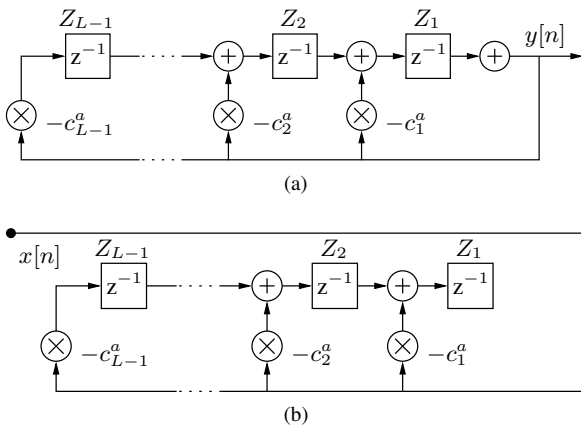 Z_{L−1} Z_2 Z_1 y[n]
z^{−1} · · · · + z^{−1} + z^{−1} +
× −c^a_{L−1} × −c^a_2 × −c^a_1
· · · ·
(a)
x[n] Z_{L−1} Z_2 Z_1
z^{−1} · · · · + z^{−1} + z^{−1}
× −c^a_{L−1} × −c^a_2 × −c^a_1
· · · ·
(b)